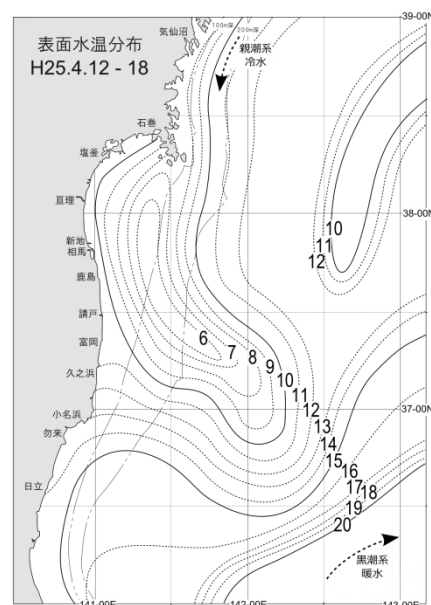 39:00N
表面水温分布
H25.4.12 - 18
気仙沼
100m深
200m深
親潮系
冷水
石巻
塩釜
亘理
38:00N
新地
相馬
鹿島
請戸
富岡
久之浜
小名浜
勿来
日立
10
11
12
6
7
8
9
10
11
12
13
14
15
16
17
18
19
20
37:00N
黒潮系
暖水
141:00E
142:00E
143:00E